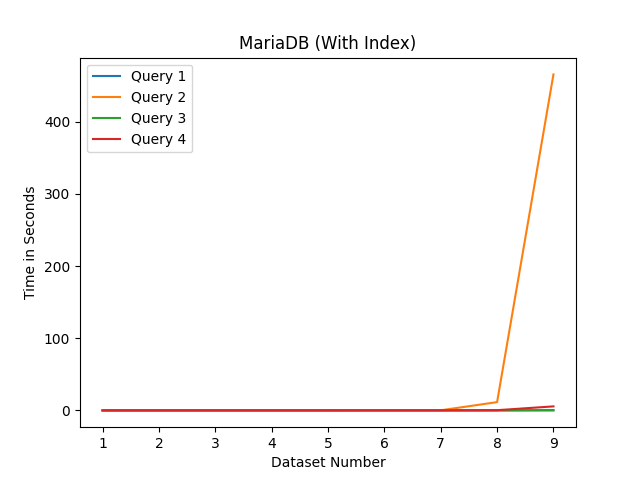 MariaDB (With Index)
Query 1
Query 2
Query 3
Query 4
Time in Seconds
400
300
200
100
0
1 2 3 4 5 6 7 8 9
Dataset Number